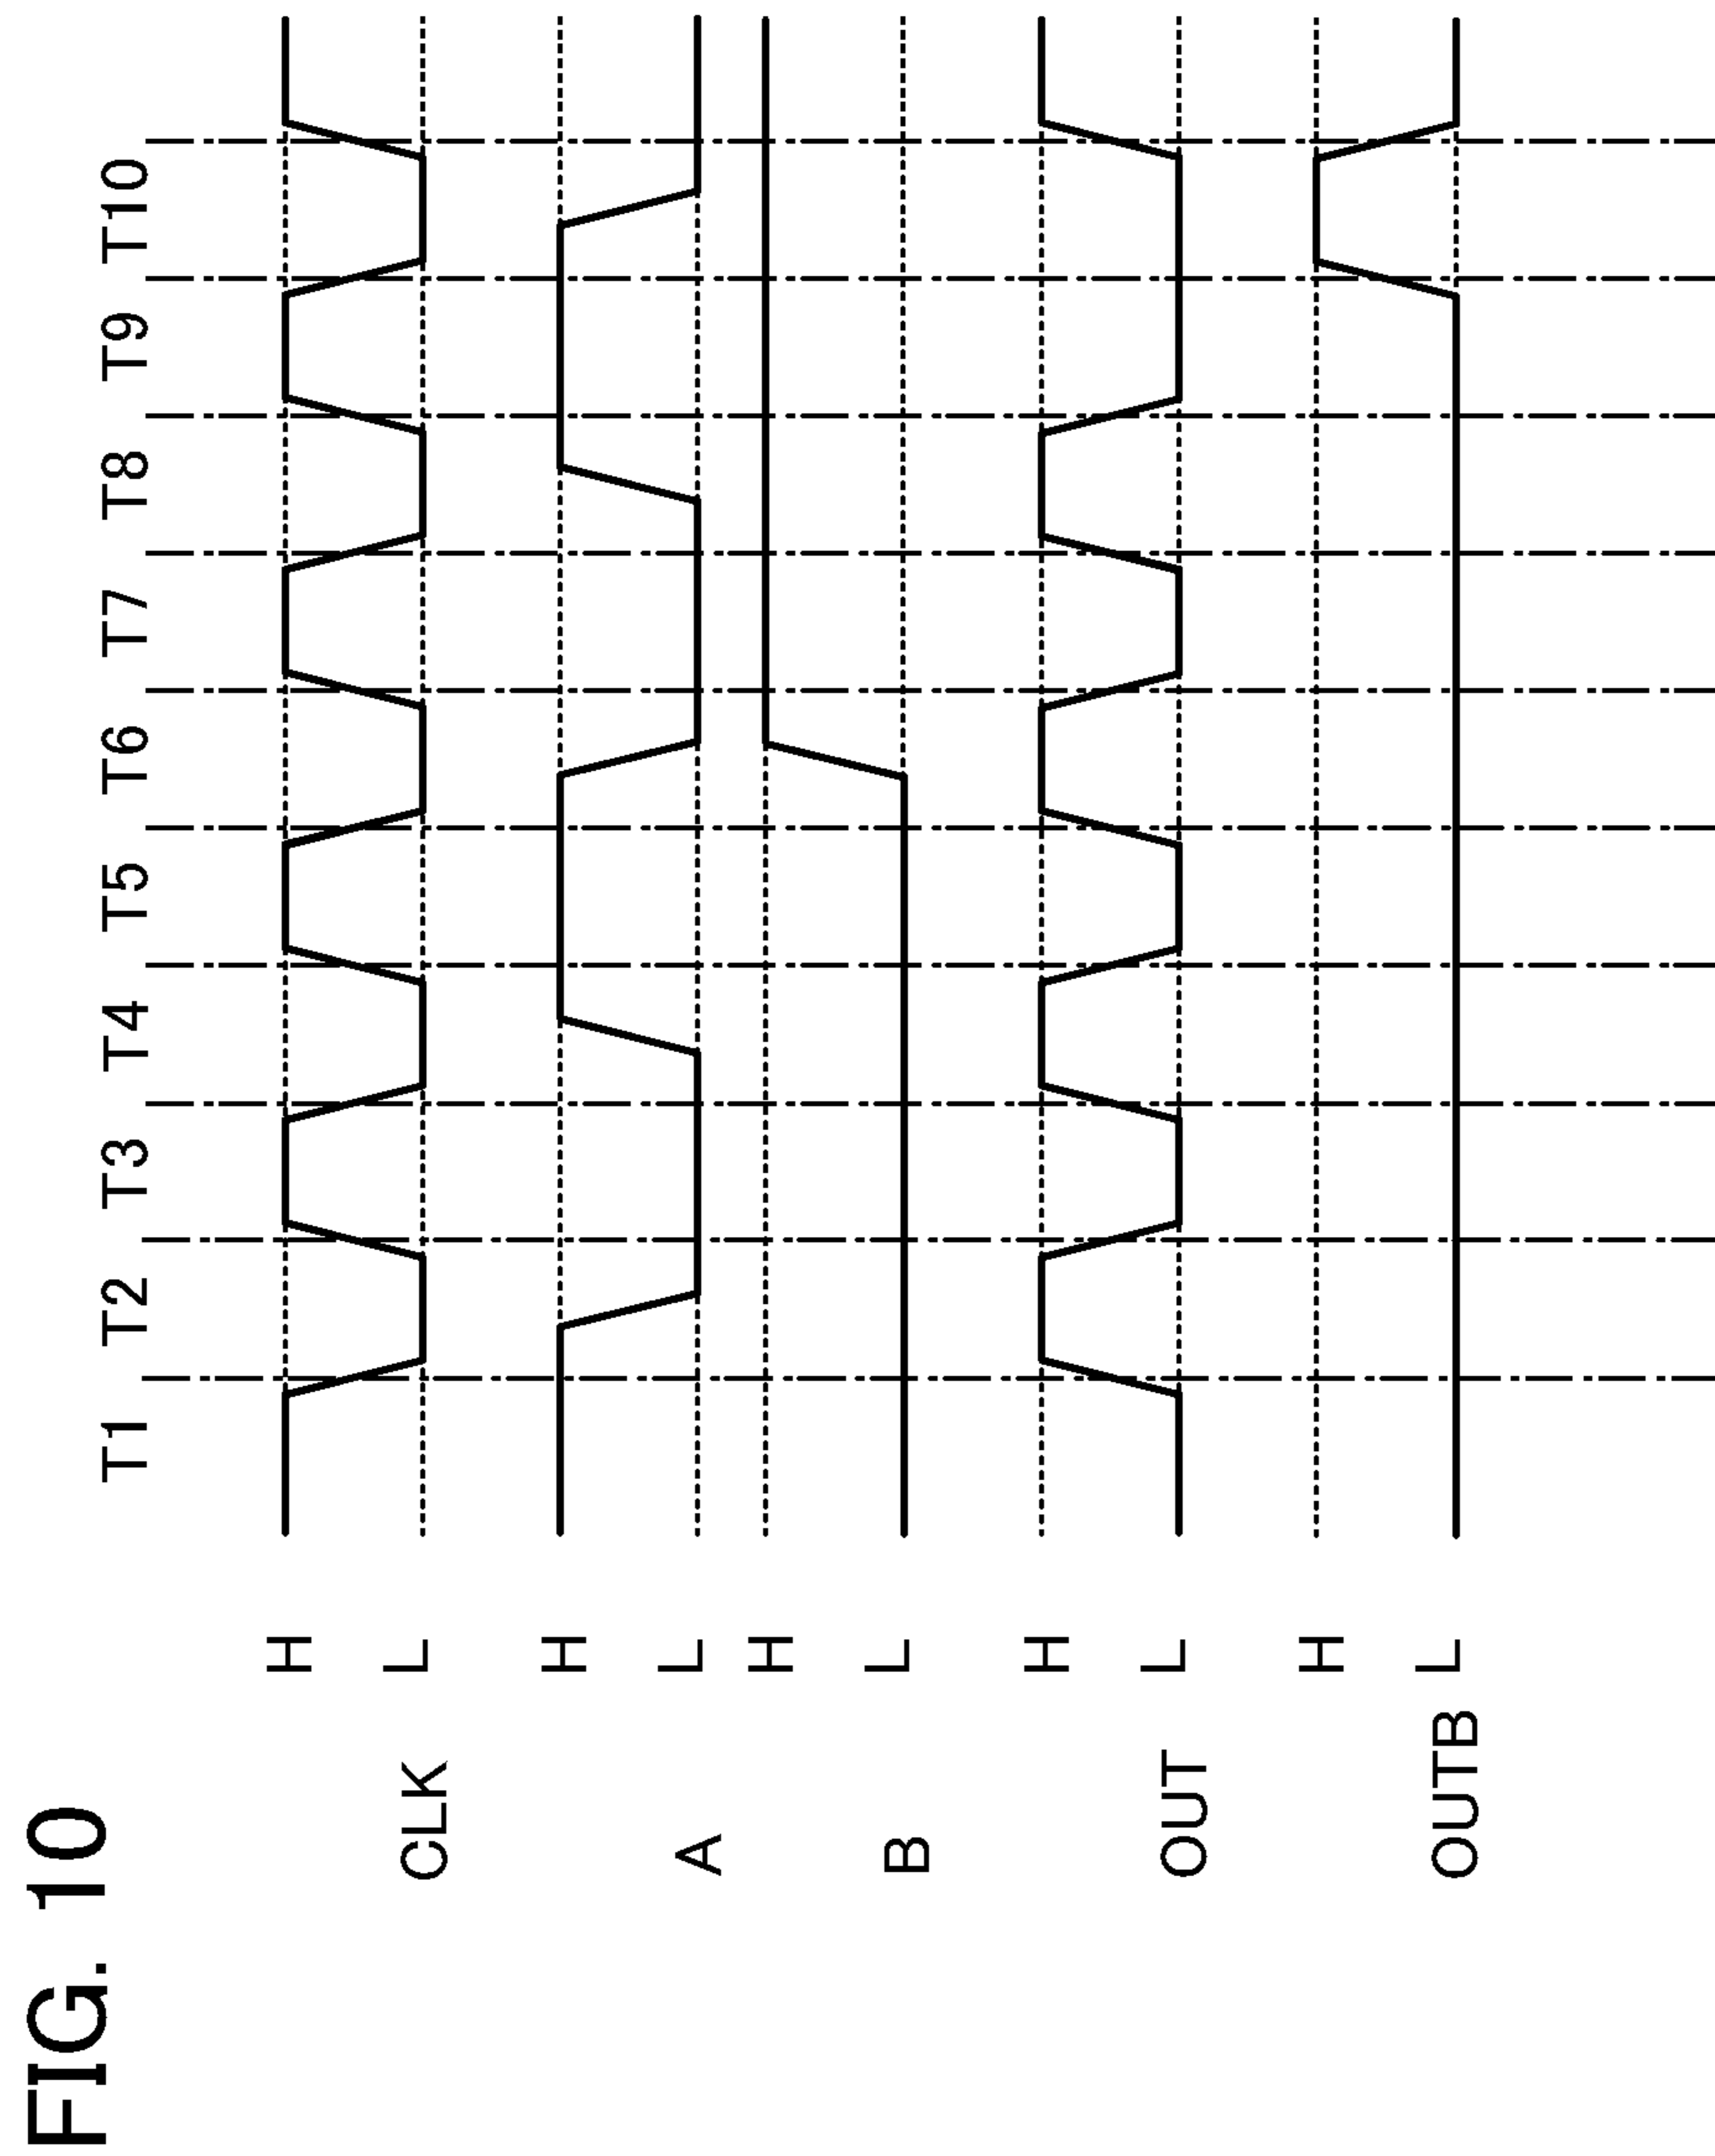 FIG. 10
T1 T2 T3 T4 T5 T6 T7 T8 T9 T10
H
CLK L
H
A L
H
B L
H
OUT L
H
OUTB L